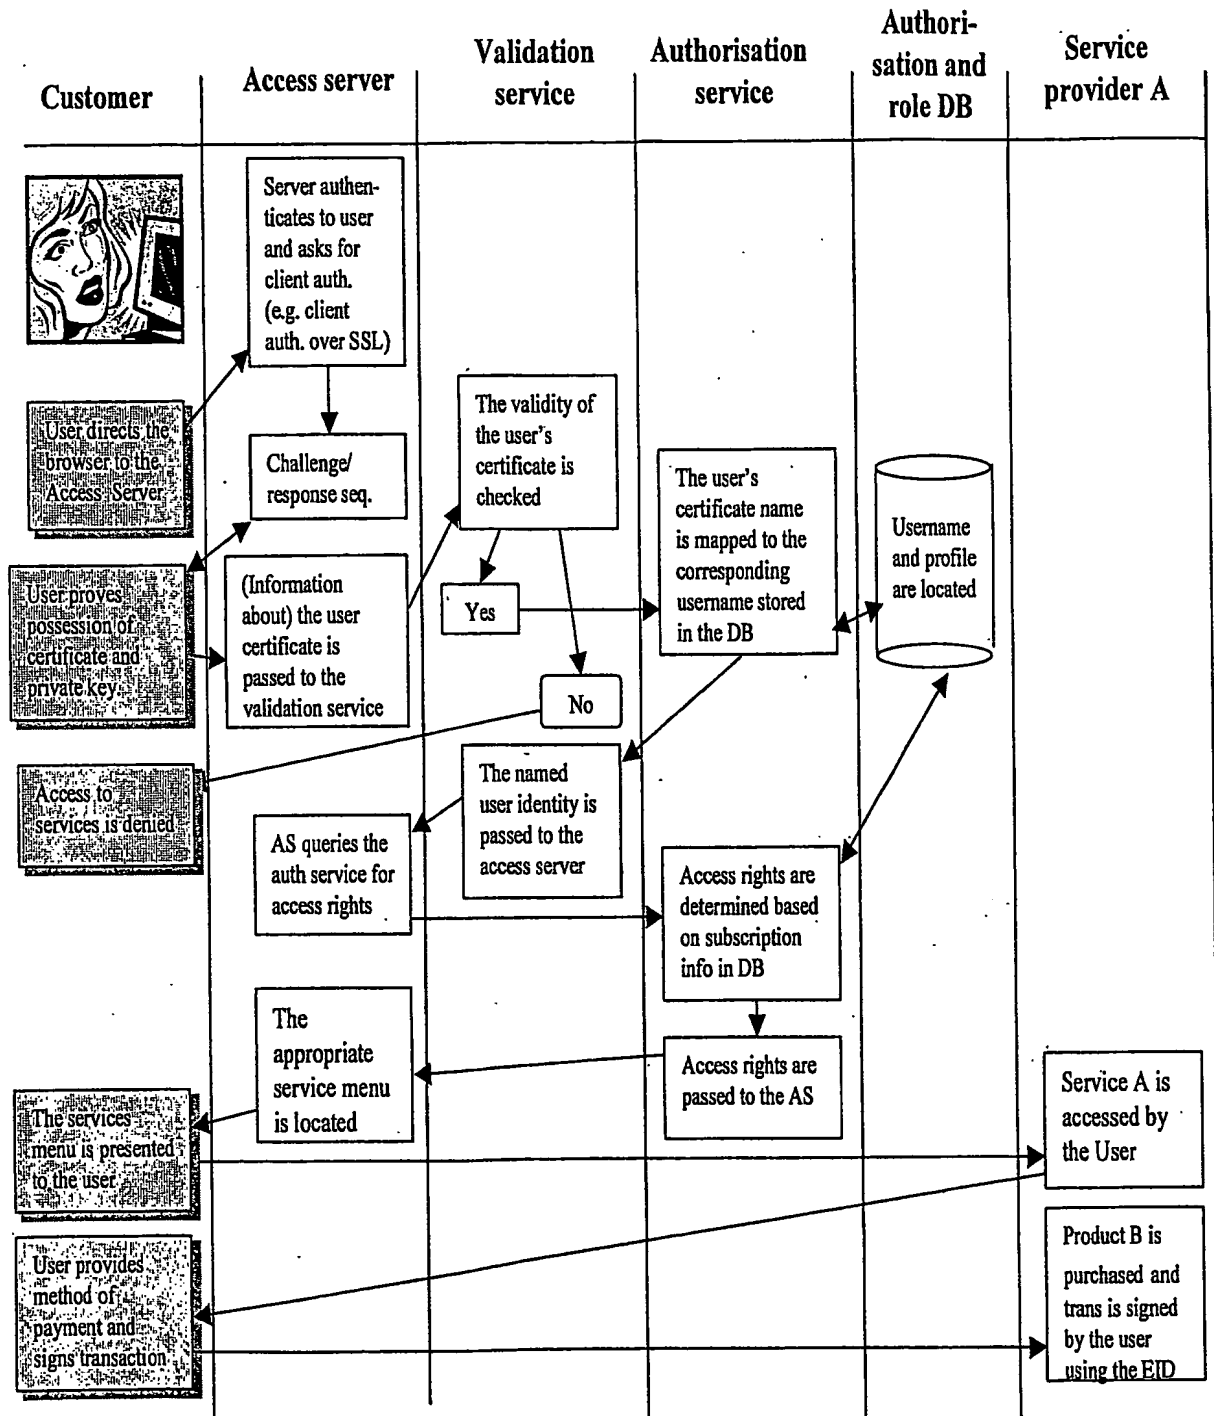 Customer
Access server
Validation
service
Authorisation
service
Authori-
sation and
role DB
Service
provider A
Server authen-
ticates to user
and asks for
client auth.
(e.g. client
auth. over SSL)
User directs the
browser to the
Access Server
Challenge/
response seq.
The validity of
the user's
certificate is
checked
The user's
certificate name
is mapped to the
corresponding
username stored
in the DB
Username
and profile
are located
User proves
possession of
certificate and
private key.
(Information
about) the user
certificate is
passed to the
validation service
Yes
No
Access to
services is denied
The named
user identity is
passed to the
access server
AS queries the
auth service for
access rights
Access rights are
determined based
on subscription
info in DB
The
appropriate
service menu
is located
Access rights are
passed to the AS
The services
menu is presented
to the user
Service A is
accessed by
the User
User provides
method of
payment and
signs transaction
Product B is
purchased and
trans is signed
by the user
using the EID